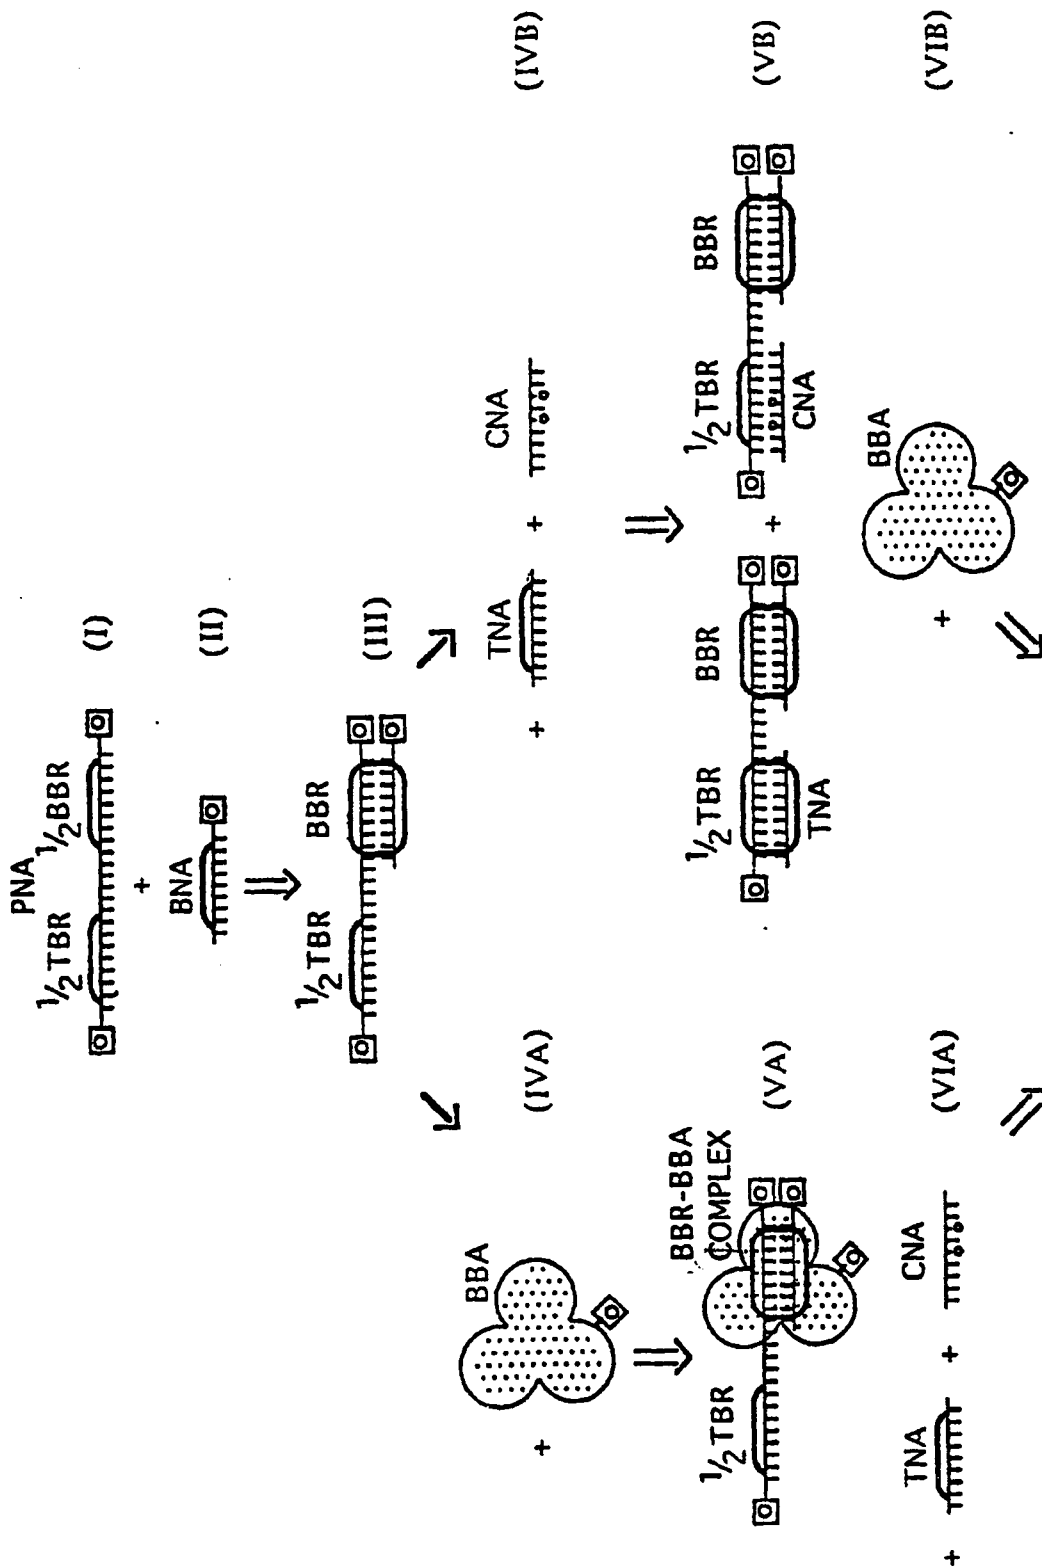 PNA
1/2TBR 1/2BBR (I)
+
BNA (II)
1/2TBR BBR (III)
BBA
+ (IVA)
+ TNA + CNA (IVB)
BBR-BBA
COMPLEX
1/2TBR (VA)
1/2TBR BBR + 1/2TBR BBR (VB)
TNA CNA
+ TNA + CNA (VIA)
+ BBA (VIB)